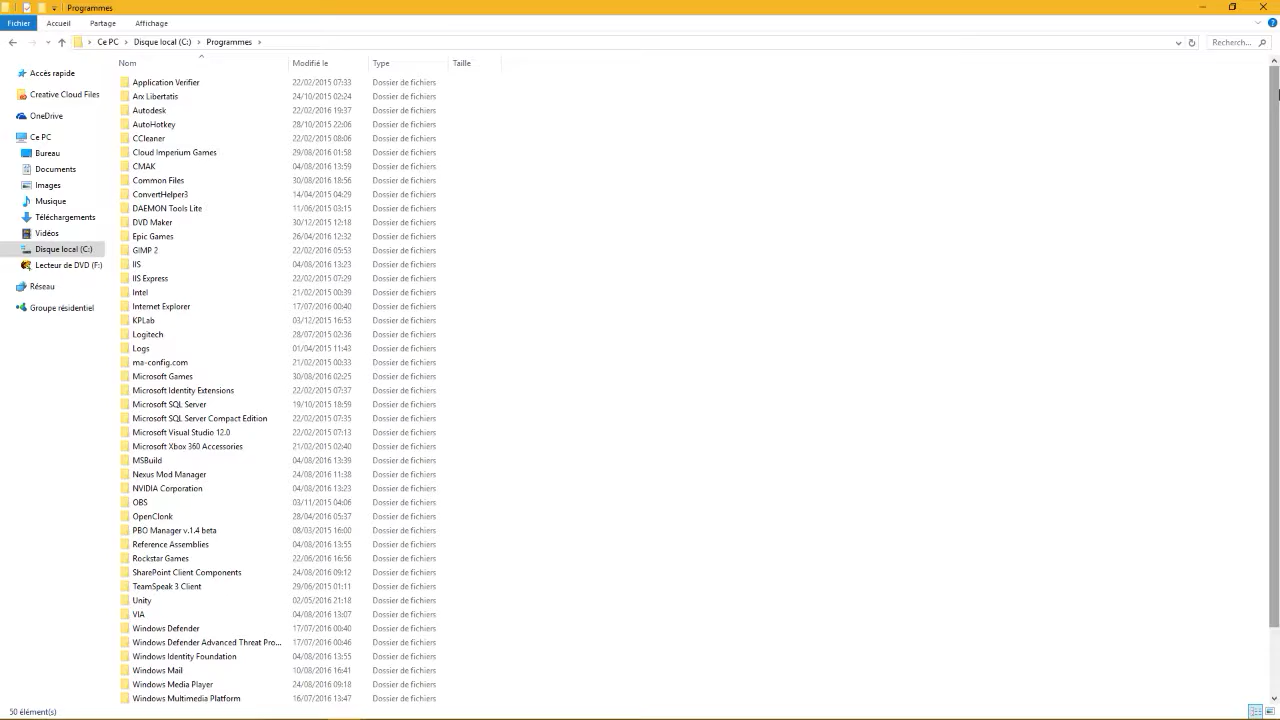 Programmes
Fichier Accueil Partage Affichage
Ce PC Disque local (C:) Programmes Recherch...
Nom Modifié le Type Taille
Accès rapide
Creative Cloud Files
OneDrive
Ce PC
Bureau
Documents
Images
Musique
Téléchargements
Vidéos
Disque local (C:)
Lecteur de DVD (F:)
Réseau
Groupe résidentiel
Application Verifier 22/02/2015 07:33 Dossier de fichiers
Arx Libertatis 24/10/2015 02:24 Dossier de fichiers
Autodesk 22/02/2016 19:37 Dossier de fichiers
AutoHotkey 28/10/2015 22:06 Dossier de fichiers
CCleaner 22/02/2015 08:06 Dossier de fichiers
Cloud Imperium Games 29/08/2016 01:58 Dossier de fichiers
CMAK 04/08/2016 13:59 Dossier de fichiers
Common Files 30/08/2016 18:56 Dossier de fichiers
ConvertHelper3 14/04/2015 04:29 Dossier de fichiers
DAEMON Tools Lite 11/06/2015 03:15 Dossier de fichiers
DVD Maker 30/12/2015 12:18 Dossier de fichiers
Epic Games 26/04/2016 12:32 Dossier de fichiers
GIMP 2 22/02/2016 05:53 Dossier de fichiers
IIS 04/08/2016 13:23 Dossier de fichiers
IIS Express 22/02/2015 07:29 Dossier de fichiers
Intel 21/02/2015 00:39 Dossier de fichiers
Internet Explorer 17/07/2016 00:40 Dossier de fichiers
KPLab 03/12/2015 16:53 Dossier de fichiers
Logitech 28/07/2015 02:36 Dossier de fichiers
Logs 01/04/2015 11:43 Dossier de fichiers
ma-config.com 21/02/2015 00:33 Dossier de fichiers
Microsoft Games 30/08/2016 02:25 Dossier de fichiers
Microsoft Identity Extensions 22/02/2015 07:37 Dossier de fichiers
Microsoft SQL Server 19/10/2015 18:59 Dossier de fichiers
Microsoft SQL Server Compact Edition 22/02/2015 07:35 Dossier de fichiers
Microsoft Visual Studio 12.0 22/02/2015 07:13 Dossier de fichiers
Microsoft Xbox 360 Accessories 21/02/2015 02:40 Dossier de fichiers
MSBuild 04/08/2016 13:39 Dossier de fichiers
Nexus Mod Manager 24/08/2016 11:38 Dossier de fichiers
NVIDIA Corporation 04/08/2016 13:23 Dossier de fichiers
OBS 03/11/2015 04:06 Dossier de fichiers
OpenClonk 28/04/2016 05:37 Dossier de fichiers
PBO Manager v.1.4 beta 08/03/2015 16:00 Dossier de fichiers
Reference Assemblies 04/08/2016 13:55 Dossier de fichiers
Rockstar Games 22/06/2016 16:56 Dossier de fichiers
SharePoint Client Components 24/08/2016 09:12 Dossier de fichiers
TeamSpeak 3 Client 29/06/2015 01:11 Dossier de fichiers
Unity 02/05/2016 21:18 Dossier de fichiers
VIA 04/08/2016 13:07 Dossier de fichiers
Windows Defender 17/07/2016 00:40 Dossier de fichiers
Windows Defender Advanced Threat Pro... 17/07/2016 00:46 Dossier de fichiers
Windows Identity Foundation 04/08/2016 13:55 Dossier de fichiers
Windows Mail 10/08/2016 16:41 Dossier de fichiers
Windows Media Player 24/08/2016 09:18 Dossier de fichiers
Windows Multimedia Platform 16/07/2016 13:47 Dossier de fichiers
50 élément(s)